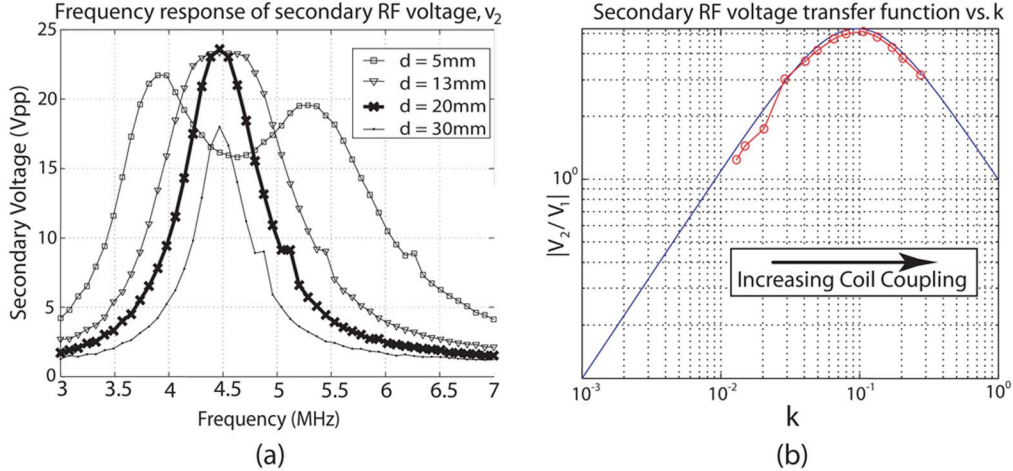 Frequency response of secondary RF voltage, v2
25
20
15
10
5
0
Secondary Voltage (Vpp)
d = 5mm
d = 13mm
d = 20mm
d = 30mm
3 3.5 4 4.5 5 5.5 6 6.5 7
Frequency (MHz)
(a)
Secondary RF voltage transfer function vs. k
|V2/V1|
10^0
Increasing Coil Coupling
10^-3 10^-2 10^-1 10^0
k
(b)